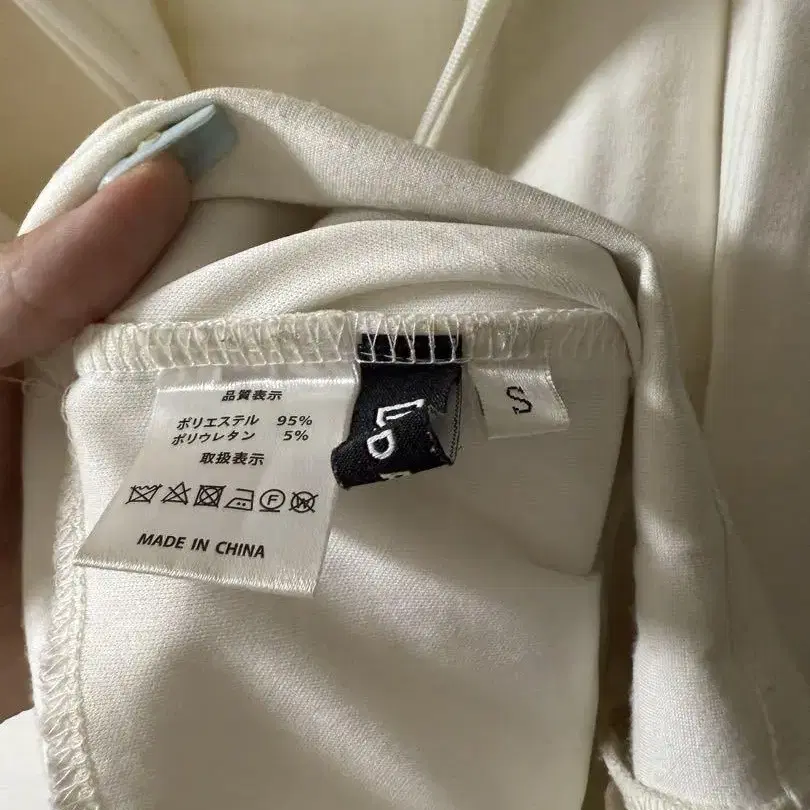 品質表示
ポリエステル 95%
ポリウレタン 5%
取扱表示
MADE IN CHINA
S